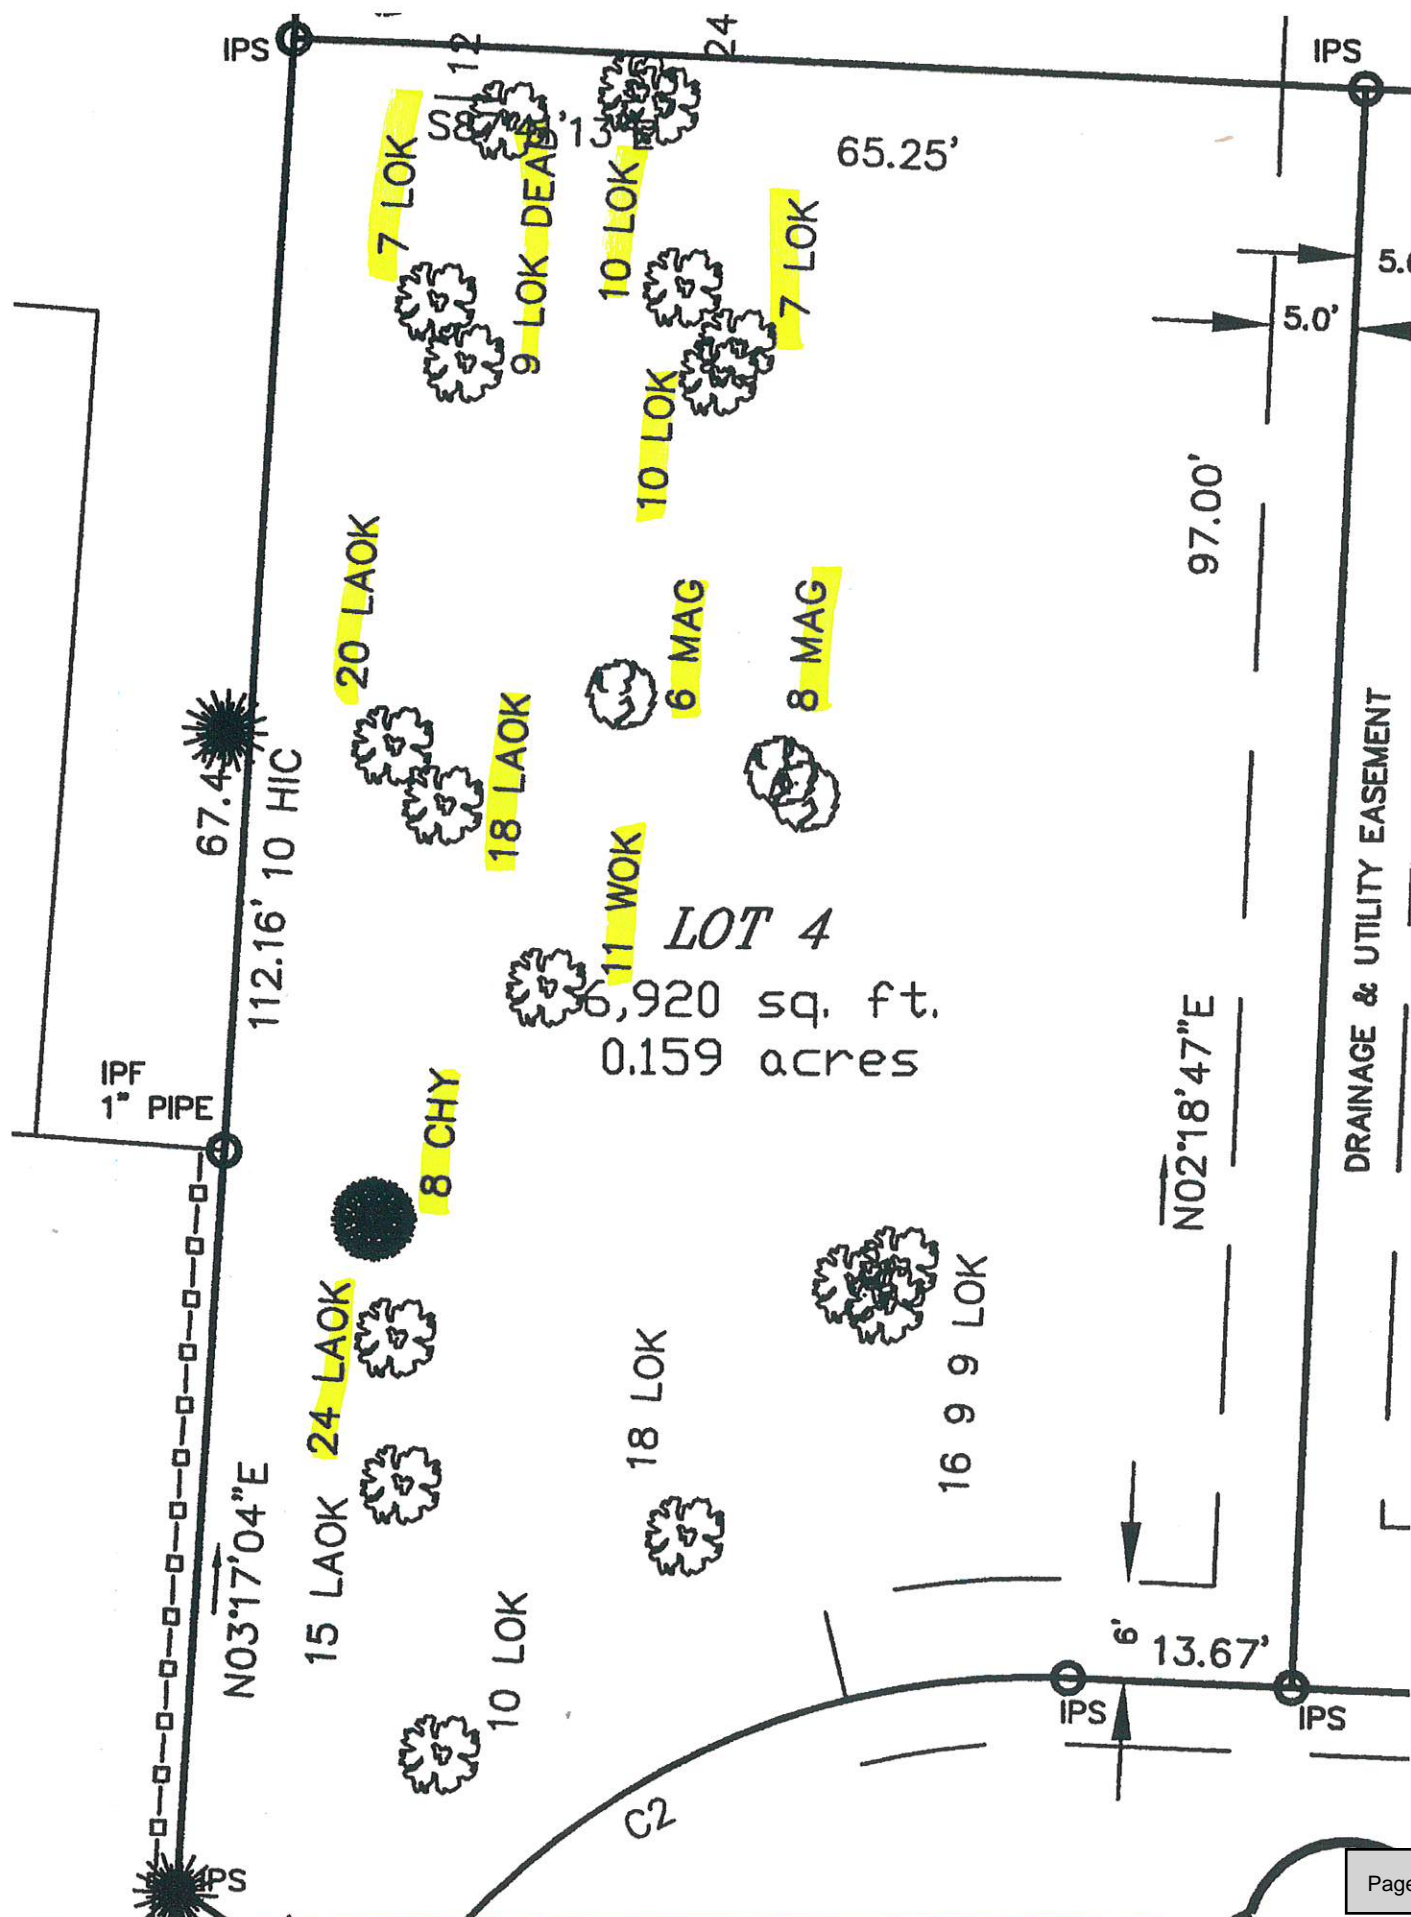 IPS
12
24
IPS
65.25'
7 LOK
9 LOK DEAD
10 LOK
7 LOK
5.0'
10 LOK
97.00'
20 LAOK
6 MAG
8 MAG
18 LAOK
67.4
112.16' 10 HIC
11 WOK
LOT 4
6,920 sq. ft.
0.159 acres
DRAINAGE & UTILITY EASEMENT
N02°18'47"E
IPF
1" PIPE
8 CHY
24 LAOK
15 LAOK
18 LOK
16 9 9 LOK
N03°17'04"E
10 LOK
6'
13.67'
IPS
IPS
C2
IPS
Page